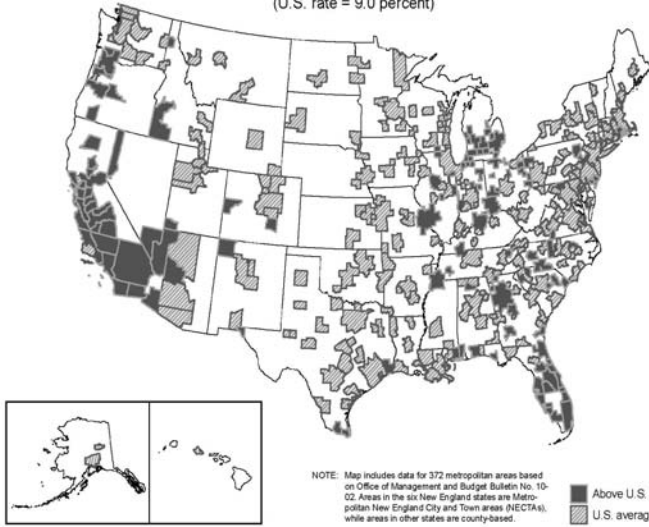 (U.S. rate = 9.0 percent)
NOTE: Map includes data for 372 metropolitan areas based
on Office of Management and Budget Bulletin No. 10-
02. Areas in the six New England states are Metro-
politan New England City and Town areas (NECTAs),
while areas in other states are county-based.
Above U.S.
U.S. averag